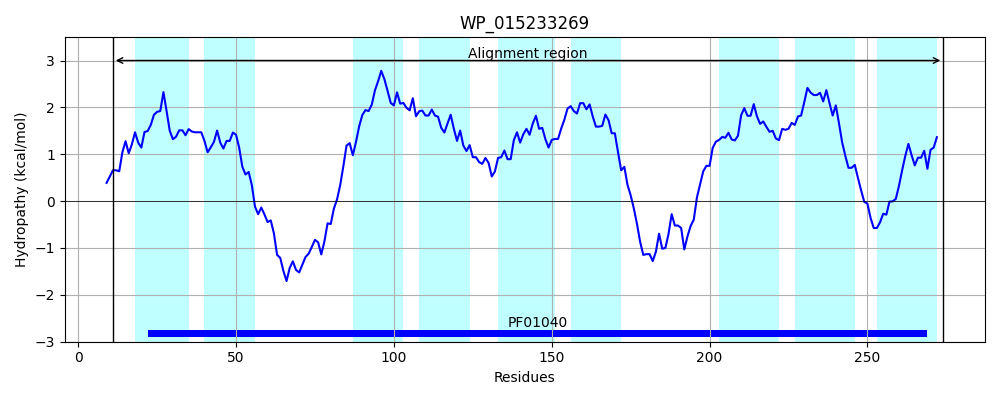 WP_015233269
Alignment region
3
2
1
0
−1
−2
−3
Hydropathy (kcal/mol)
PF01040
0 50 100 150 200 250
Residues